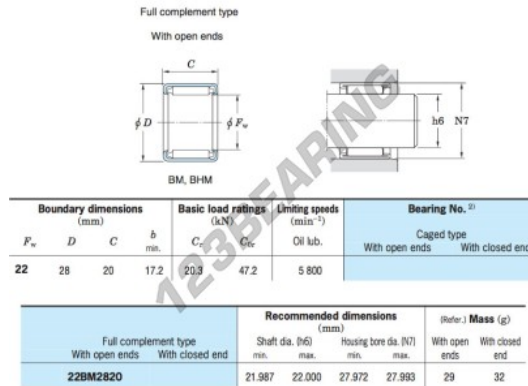 Full complement type
With open ends
C
φ D
φ Fw
h6
N7
BM, BHM
123BEARING
Boundary dimensions (mm) Basic load ratings (kN) Limiting speeds (min⁻¹) Bearing No. 2)
Fw D C b min. Cr C0r Oil lub. Caged type With open ends With closed end
22 28 20 17.2 20.3 47.2 5 800
Recommended dimensions (mm) (Refer.) Mass (g)
Full complement type Shaft dia. (h6) Housing bore dia. (N7) With open ends With closed end
With open ends With closed end min. max. min. max.
22BM2820 21.987 22.000 27.972 27.993 29 32